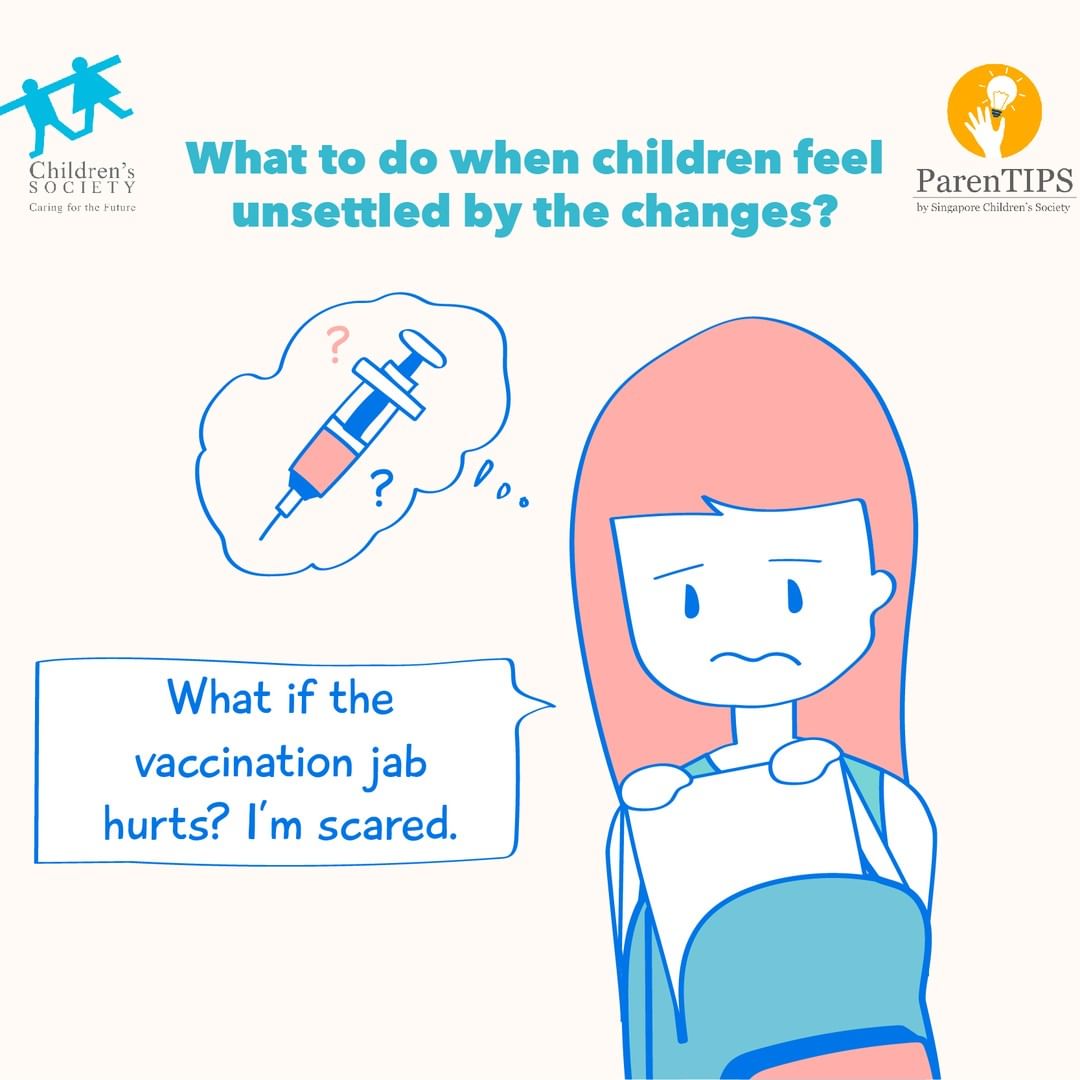 Children's
SOCIETY
Caring for the Future
What to do when children feel
unsettled by the changes?
ParenTIPS
by Singapore Children's Society
?
?
What if the
vaccination jab
hurts? I'm scared.